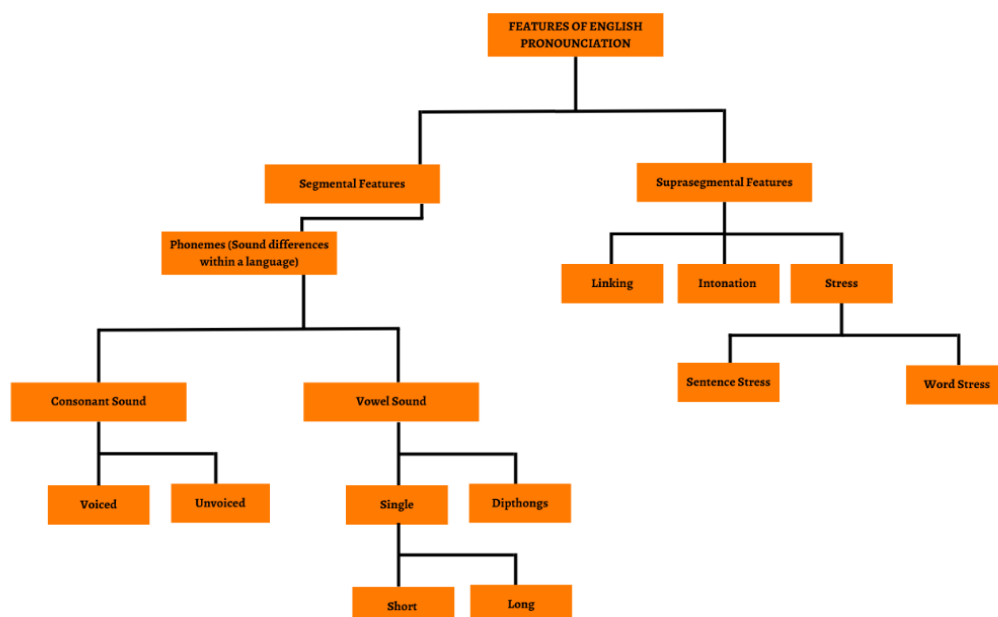 FEATURES OF ENGLISH
PRONOUNCIATION
Segmental Features
Suprasegmental Features
Phonemes (Sound differences
within a language)
Linking
Intonation
Stress
Sentence Stress
Word Stress
Consonant Sound
Vowel Sound
Voiced
Unvoiced
Single
Dipthongs
Short
Long